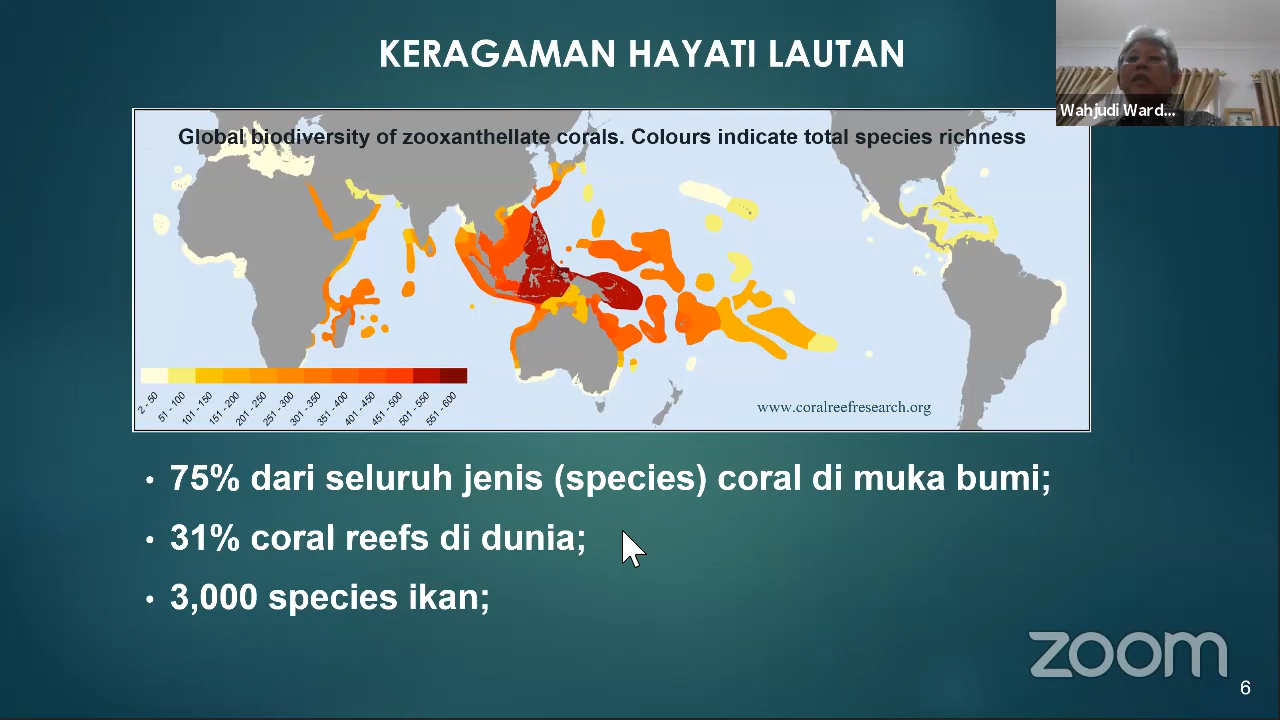 KERAGAMAN HAYATI LAUTAN
Wahjudi Ward...
Global biodiversity of zooxanthellate corals. Colours indicate total species richness
2 - 50
51 - 100
101 - 150
151 - 200
201 - 250
251 - 300
301 - 350
351 - 400
401 - 450
451 - 500
501 - 550
551 - 600
www.coralreefresearch.org
• 75% dari seluruh jenis (species) coral di muka bumi;
• 31% coral reefs di dunia;
• 3,000 species ikan;
zoom
6